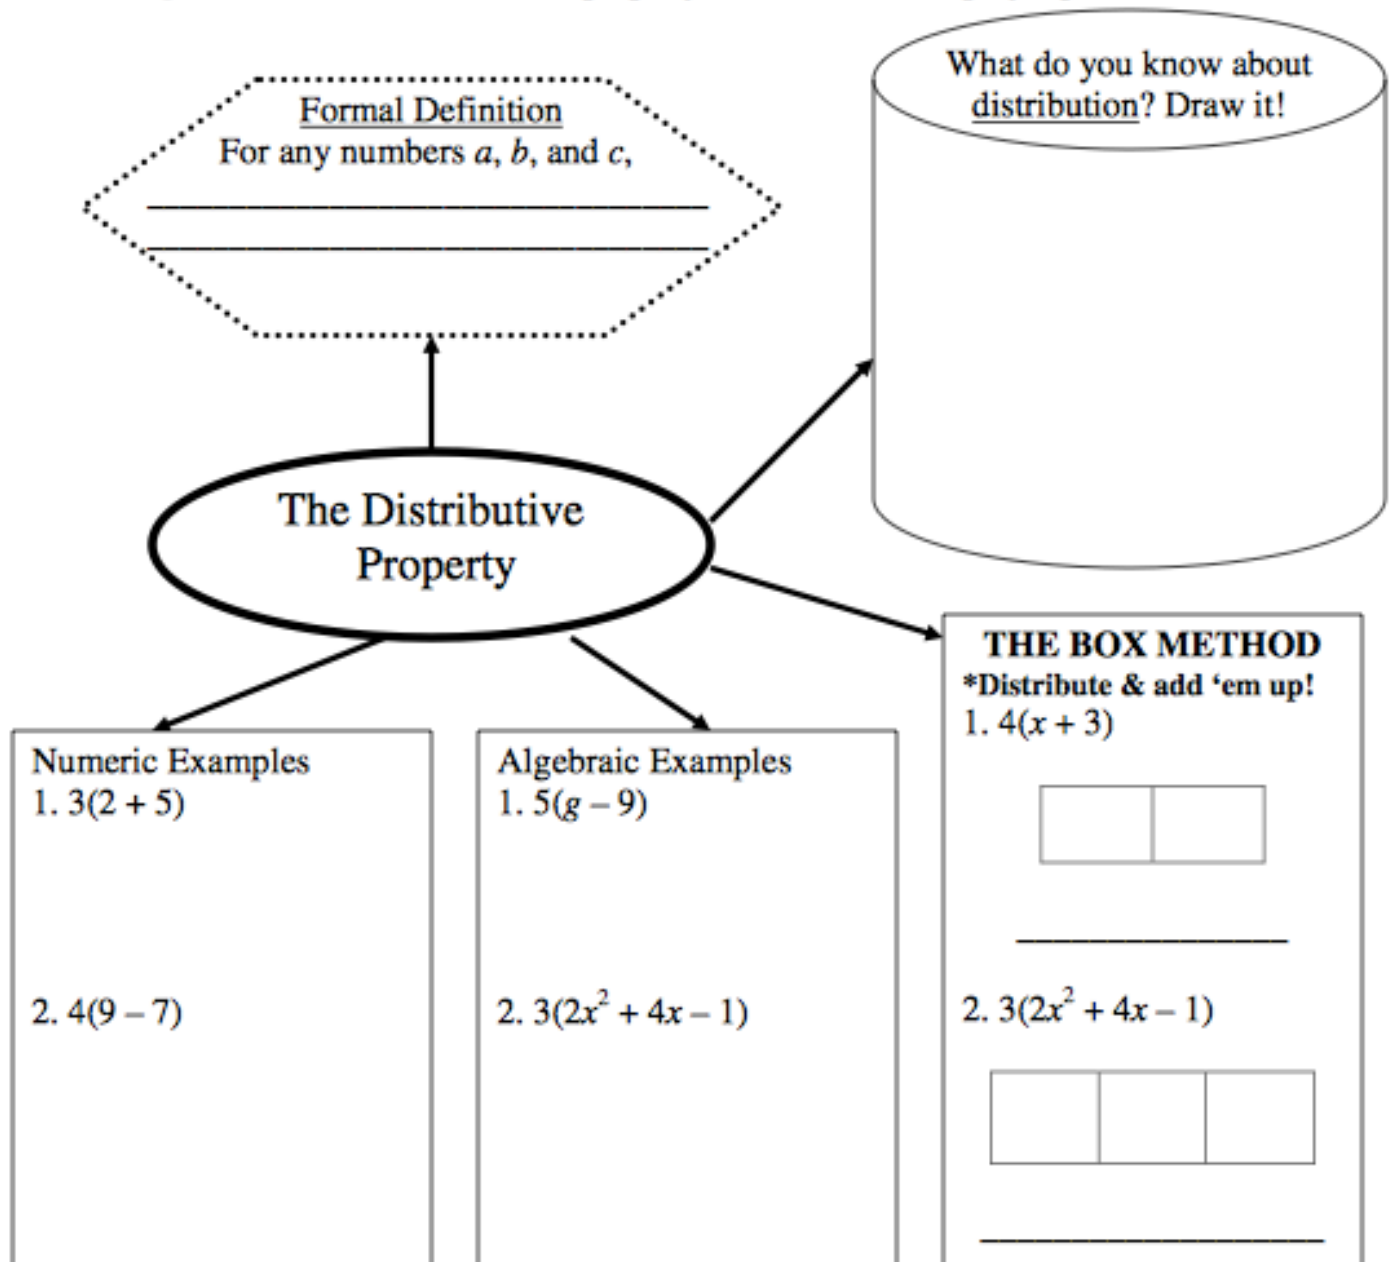 Formal Definition
For any numbers a, b, and c,
What do you know about
distribution? Draw it!
The Distributive
Property
Numeric Examples
1. 3(2 + 5)
2. 4(9 – 7)
Algebraic Examples
1. 5(g – 9)
2. 3(2x² + 4x – 1)
THE BOX METHOD
*Distribute & add ‘em up!
1. 4(x + 3)
2. 3(2x² + 4x – 1)